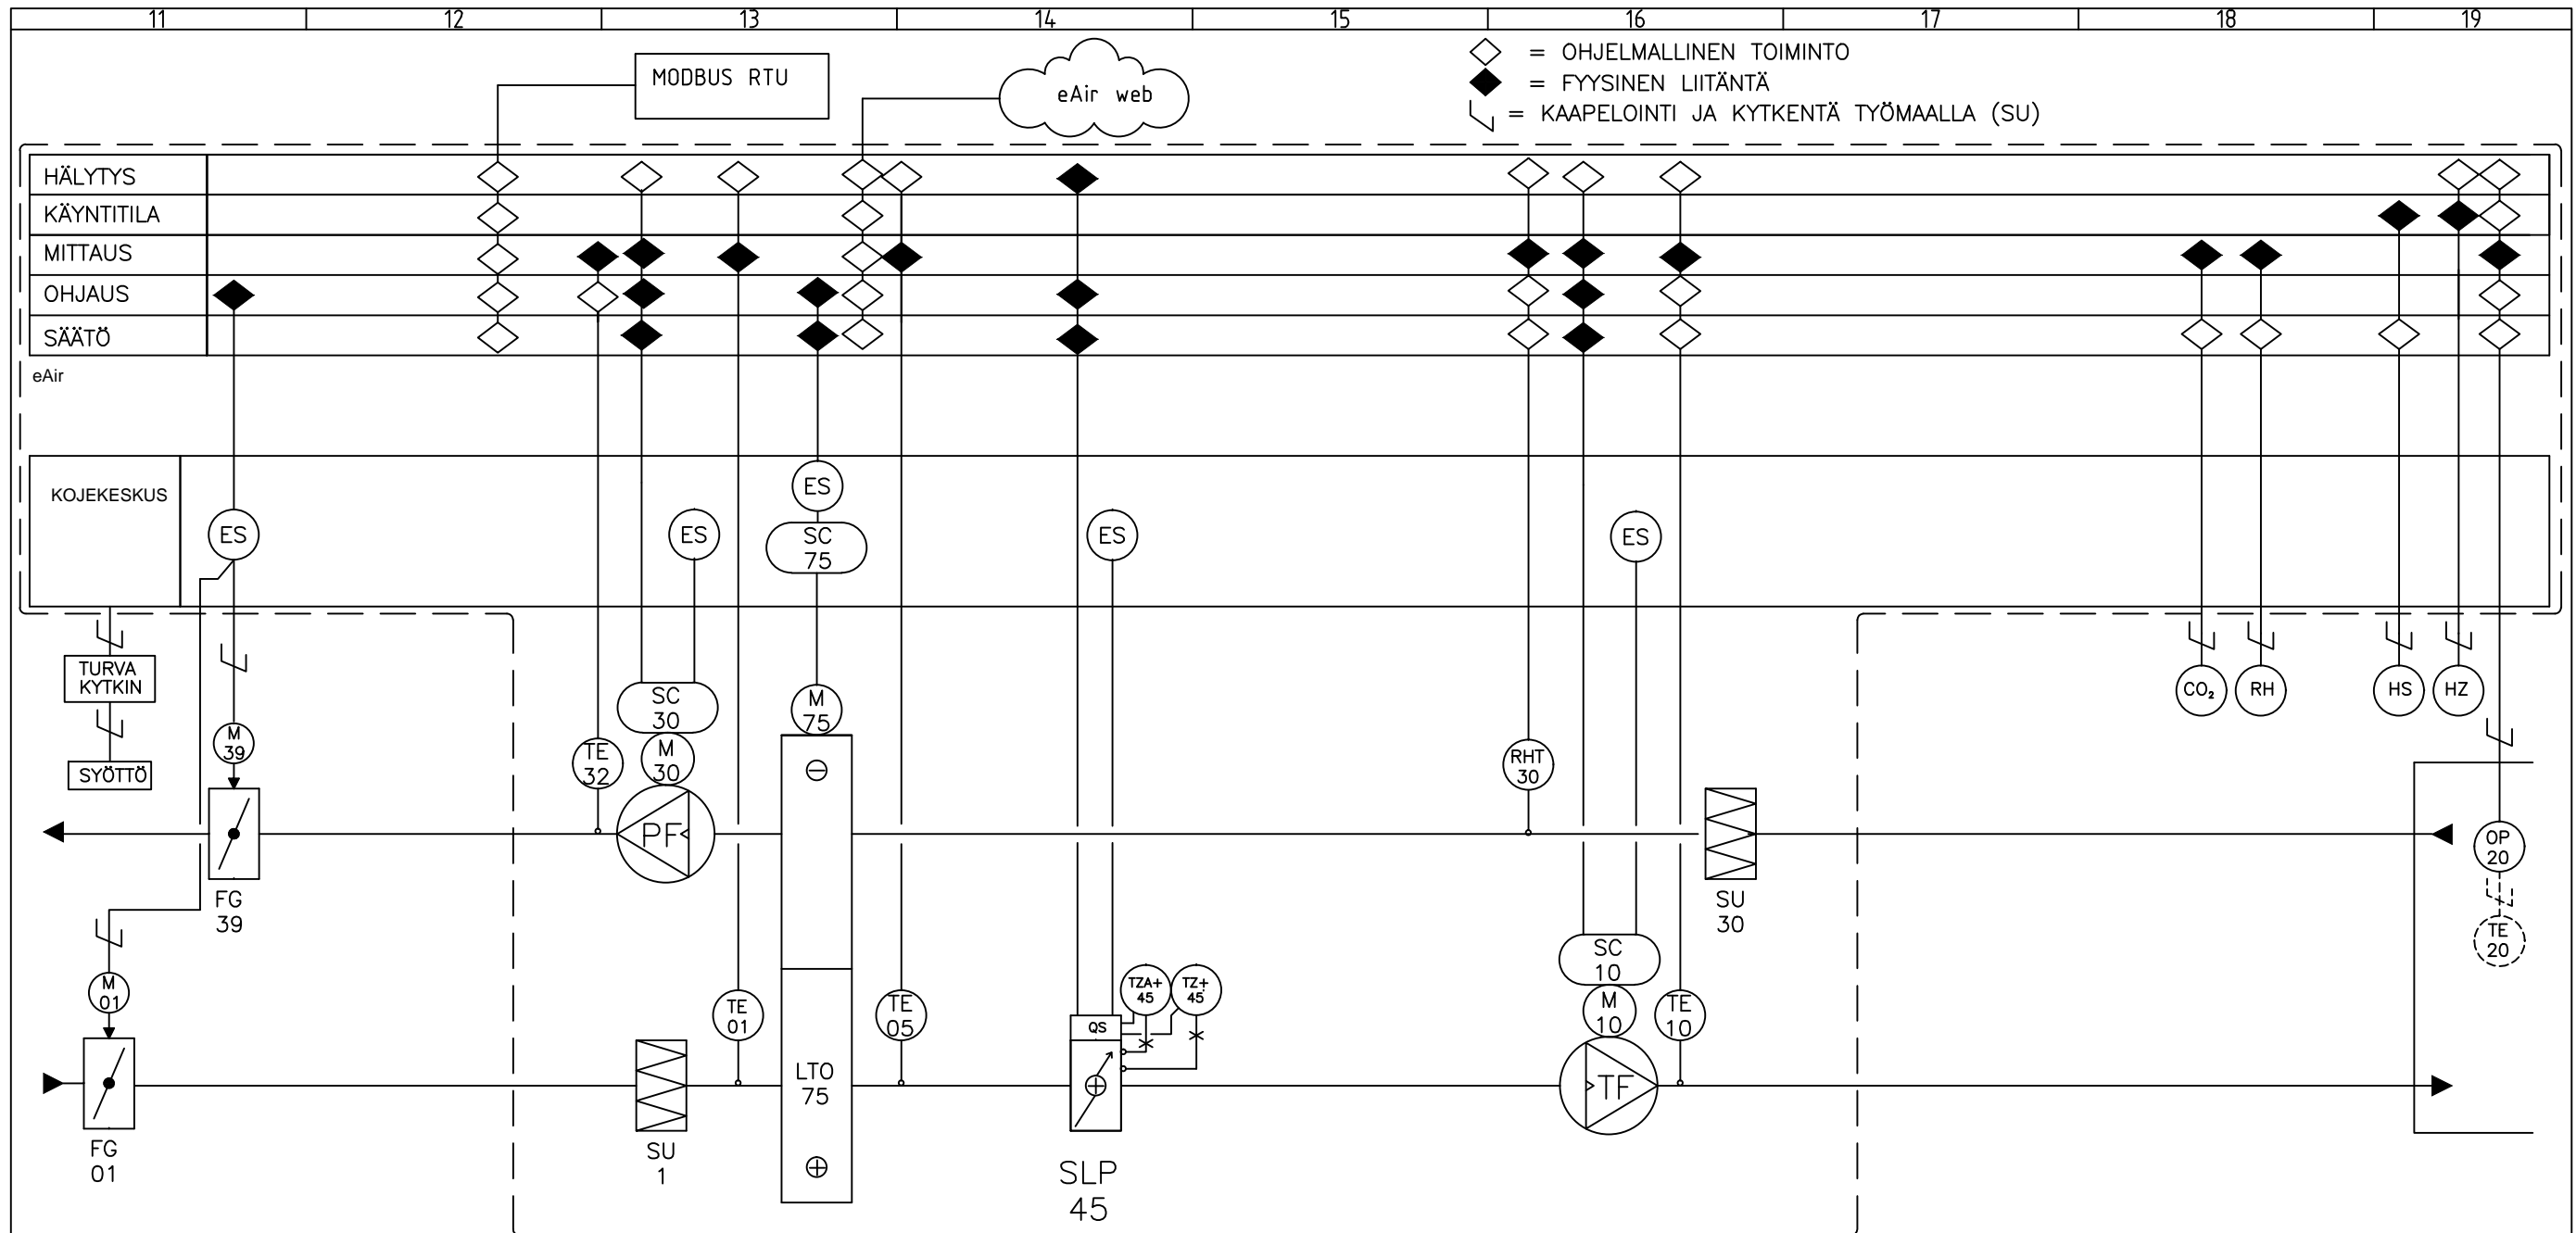 11 12 13 14 15 16 17 18 19
MODBUS RTU
eAir web
= OHJELMALLINEN TOIMINTO
= FYYSINEN LIITÄNTÄ
= KAAPELOINTI JA KYTKENTÄ TYÖMAALLA (SU)
HÄLYTYS
KÄYNTITILA
MITTAUS
OHJAUS
SÄÄTÖ
eAir
KOJEKESKUS
ES
ES
ES
SC
75
ES
ES
TURVA
KYTKIN
SYÖTTÖ
M
39
FG
39
M
01
FG
01
TE
32
SC
30
M
30
PF
M
75
LTO
75
SU
1
TE
01
TE
05
QS
TZA+
45
TZ+
45
SLP
45
RHT
30
SC
10
M
10
TF
TE
10
SU
30
CO₂
RH
HS
HZ
OP
20
TE
20